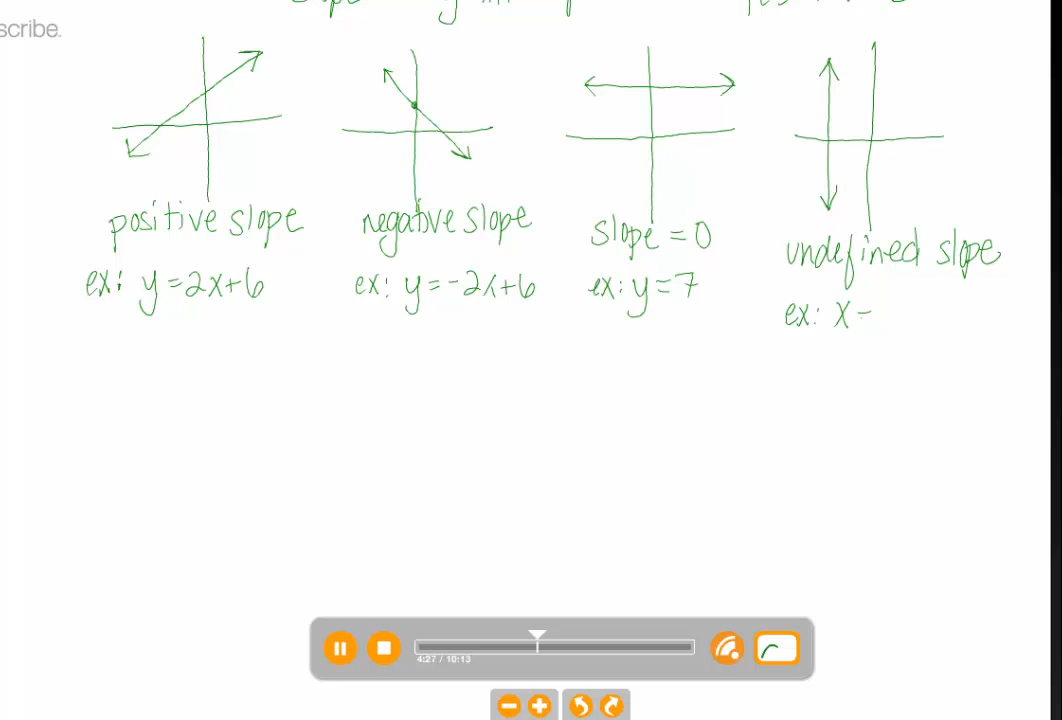 scribe.
positive slope negative slope slope = 0 undefined slope
ex: y = 2x+6 ex: y = -2x+6 ex: y = 7 ex: x -
4:27 / 10:13